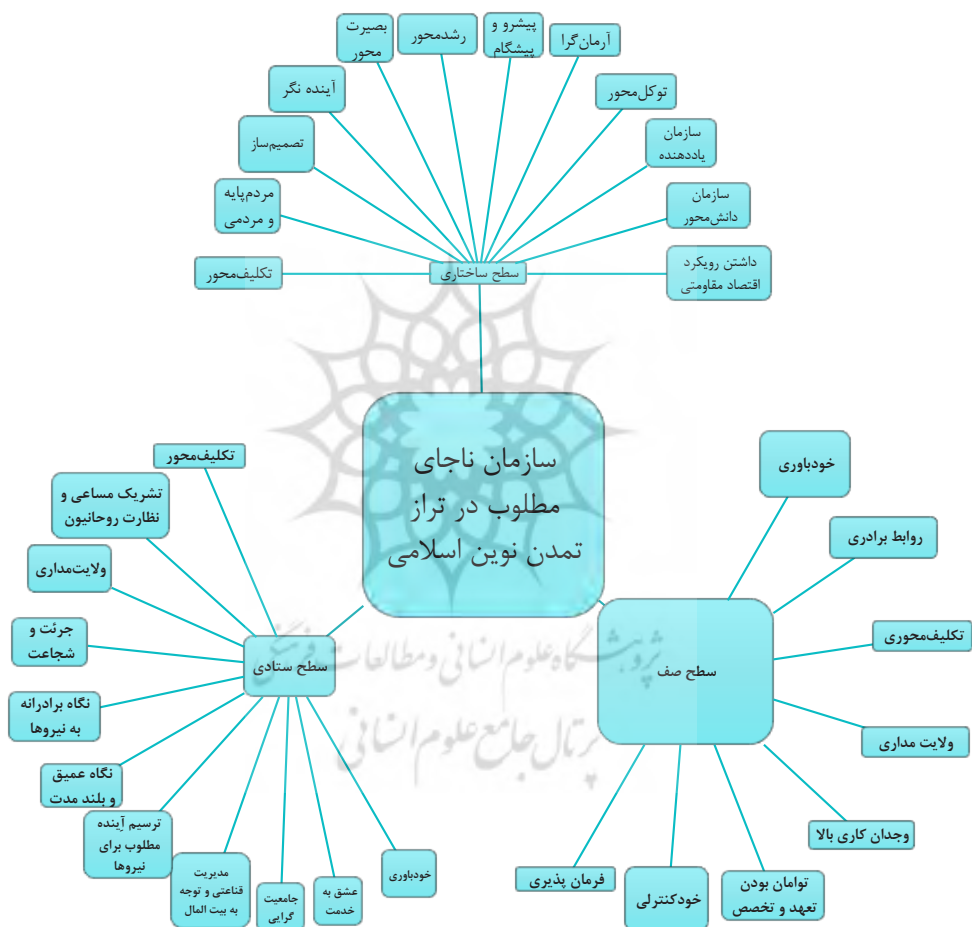 آرمان‌گرا
پیشرو و
پیشگام
رشدمحور
بصیرت
محور
توکل‌محور
آینده نگر
سازمان
یاددهنده
تصمیم‌ساز
سازمان
دانش‌محور
مردم‌پایه
و مردمی
داشتن رویکرد
اقتصاد مقاومتی
سطح ساختاری
تکلیف‌محور
سازمان ناجای
مطلوب در تراز
تمدن نوین اسلامی
خودباوری
روابط برادری
تکلیف‌محوری
سطح صف
ولایت مداری
وجدان کاری بالا
توامان بودن
تعهد و تخصص
خودکنترلی
فرمان پذیری
تکلیف‌محور
تشریک مساعی و
نظارت روحانیون
ولایت‌مداری
جرئت و
شجاعت
سطح ستادی
نگاه برادرانه
به نیروها
نگاه عمیق
و بلند مدت
ترسیم آینده
مطلوب برای
نیروها
مدیریت
قناعتی و توجه
به بیت المال
جامعیت
گرایی
عشق به
خدمت
خودباوری
پژوهشگاه علوم انسانی و مطالعات فرهنگی
پرتال جامع علوم انسانی